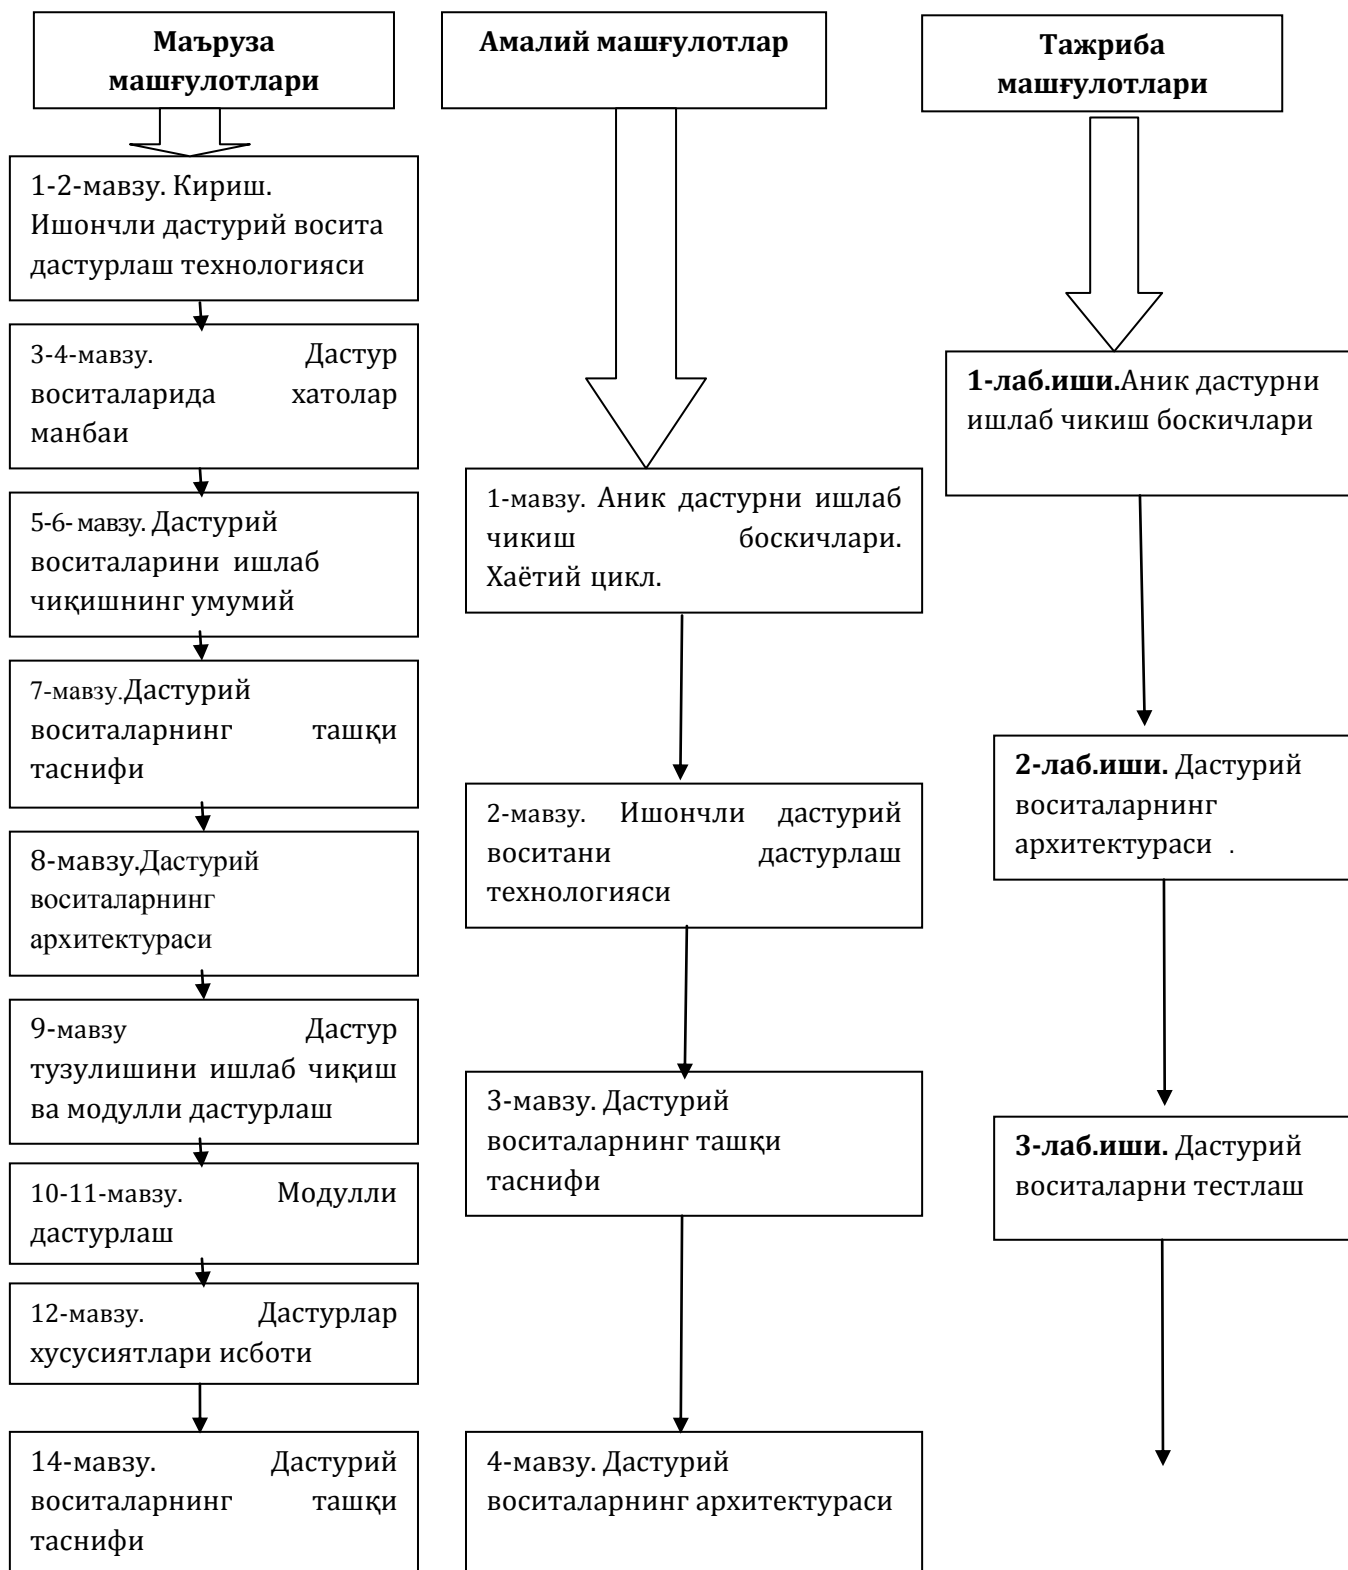 Маъруза
машғулотлари
1-2-мавзу. Кириш.
Ишончли дастурий восита
дастурлаш технологияси
3-4-мавзу. Дастур
воситаларида хатолар
манбаи
5-6- мавзу. Дастурий
воситаларини ишлаб
чиқишнинг умумий
7-мавзу.Дастурий
воситаларнинг ташқи
таснифи
8-мавзу.Дастурий
воситаларнинг
архитектураси
9-мавзу Дастур
тузулишини ишлаб чиқиш
ва модулли дастурлаш
10-11-мавзу. Модулли
дастурлаш
12-мавзу. Дастурлар
хусусиятлари исботи
14-мавзу. Дастурий
воситаларнинг ташқи
таснифи
Амалий машғулотлар
1-мавзу. Аник дастурни ишлаб
чикиш боскичлари.
Хаётий цикл.
2-мавзу. Ишончли дастурий
воситани дастурлаш
технологияси
3-мавзу. Дастурий
воситаларнинг ташқи
таснифи
4-мавзу. Дастурий
воситаларнинг архитектураси
Тажриба
машғулотлари
1-лаб.иши.Аник дастурни
ишлаб чикиш боскичлари
2-лаб.иши. Дастурий
воситаларнинг
архитектураси .
3-лаб.иши. Дастурий
воситаларни тестлаш